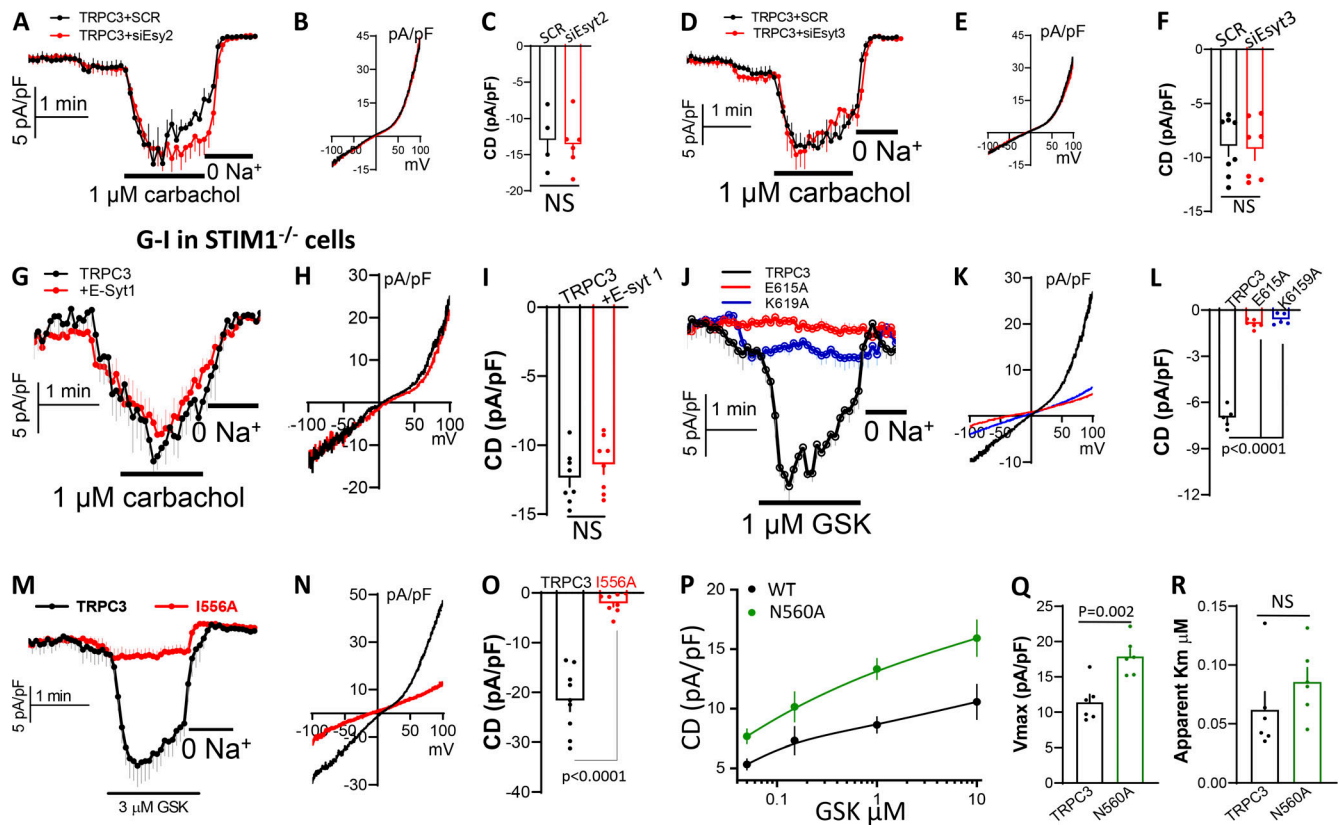 A
TRPC3+SCR
TRPC3+siEsy2
5 pA/pF
1 min
0 Na⁺
1 µM carbachol
B
pA/pF
45
30
15
-100
-50
50
100
mV
-15
C
SCR
siEsyt2
0
-5
-10
-15
-20
CD (pA/pF)
NS
D
TRPC3+SCR
TRPC3+siEsyt3
5 pA/pF
1 min
0 Na⁺
1 µM carbachol
E
pA/pF
45
30
15
-100
-50
50
100
mV
-15
F
SCR
siEsyt3
0
-5
-10
-15
CD (pA/pF)
NS
G-I in STIM1⁻/⁻ cells
G
TRPC3
+E-Syt1
5 pA/pF
1 min
0 Na⁺
1 µM carbachol
H
pA/pF
30
20
10
-100
-50
50
100
mV
-10
-20
I
TRPC3
+E-syt 1
0
-5
-10
-15
CD (pA/pF)
NS
J
TRPC3
E615A
K619A
5 pA/pF
1 min
0 Na⁺
1 µM GSK
K
pA/pF
30
20
10
-100
-50
50
100
mV
-10
L
TRPC3
E615A
K6159A
0
-3
-6
-9
-12
CD (pA/pF)
p<0.0001
M
TRPC3
I556A
5 pA/pF
1 min
0 Na⁺
3 µM GSK
N
pA/pF
50
30
10
-100
-50
50
100
mV
-10
-30
O
TRPC3
I556A
0
-10
-20
-30
-40
CD (pA/pF)
p<0.0001
P
WT
N560A
20
15
10
5
CD (pA/pF)
0.1
1
10
GSK µM
Q
P=0.002
25
20
15
10
5
0
Vmax (pA/pF)
TRPC3
N560A
R
NS
0.15
0.10
0.05
0.00
Apparent Km µM
TRPC3
N560A